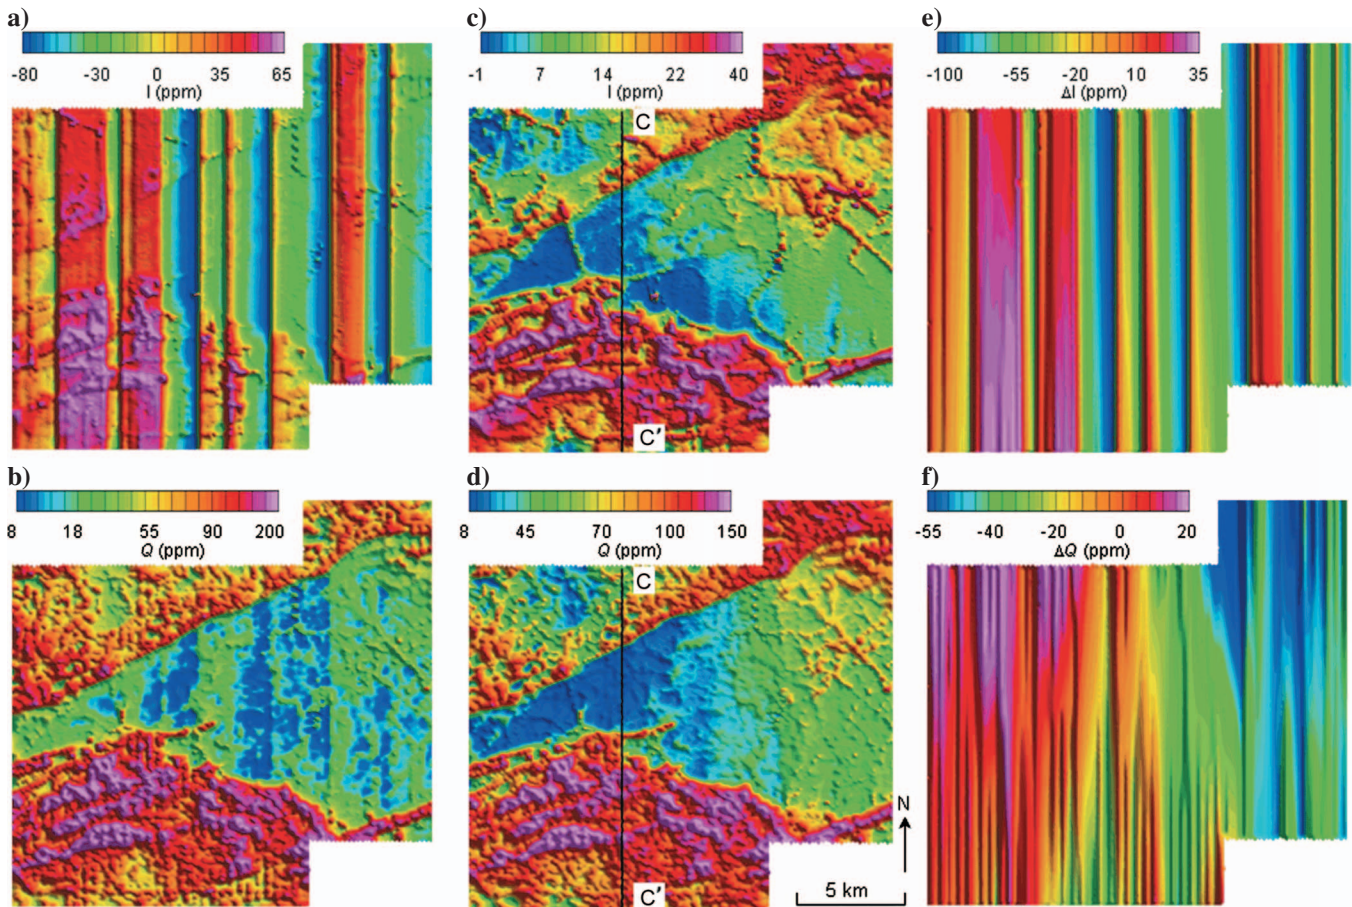 a)
-80 -30 0 35 65
I (ppm)
c)
-1 7 14 22 40
I (ppm)
C
C′
e)
-100 -55 -20 10 35
ΔI (ppm)
b)
8 18 55 90 200
Q (ppm)
d)
8 45 70 100 150
Q (ppm)
C
C′
N
5 km
f)
-55 -40 -20 0 20
ΔQ (ppm)